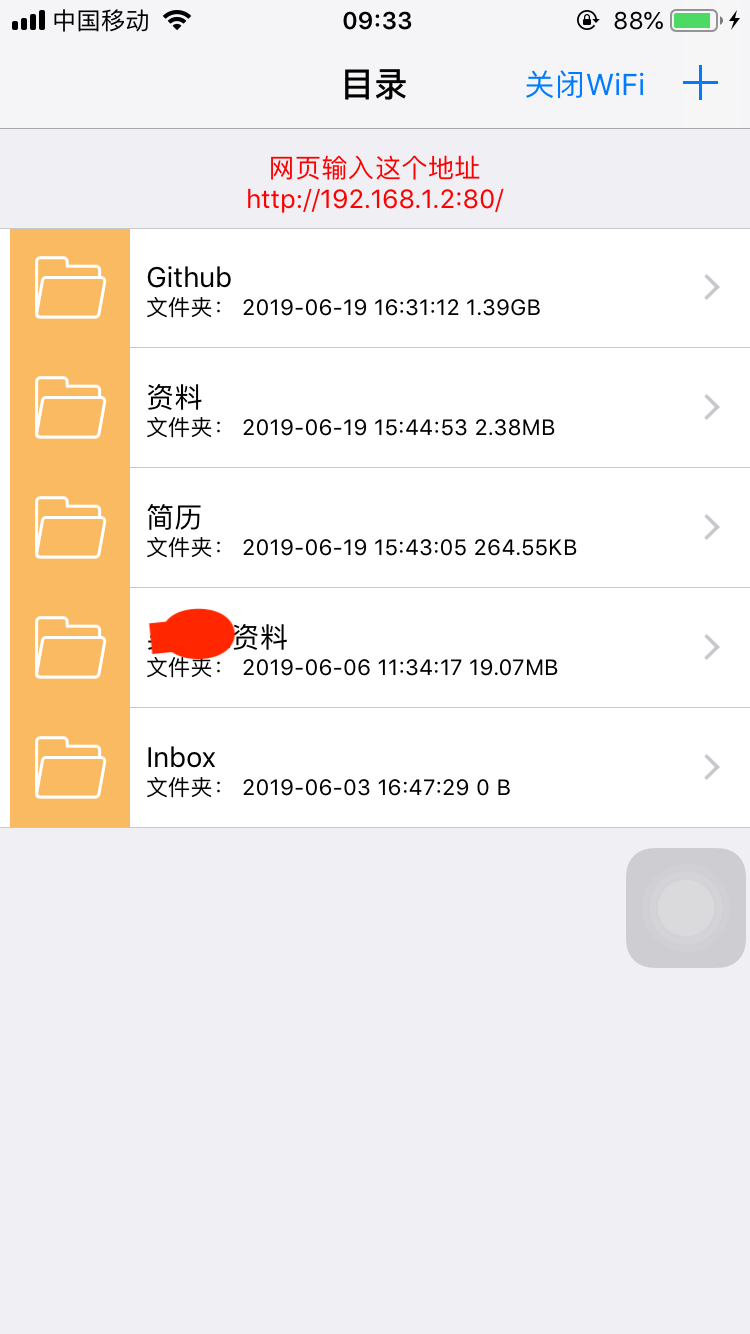 中国移动 09:33 88%
目录 关闭WiFi
网页输入这个地址
http://192.168.1.2:80/
Github
文件夹: 2019-06-19 16:31:12 1.39GB
资料
文件夹: 2019-06-19 15:44:53 2.38MB
简历
文件夹: 2019-06-19 15:43:05 264.55KB
资料
文件夹: 2019-06-06 11:34:17 19.07MB
Inbox
文件夹: 2019-06-03 16:47:29 0 B